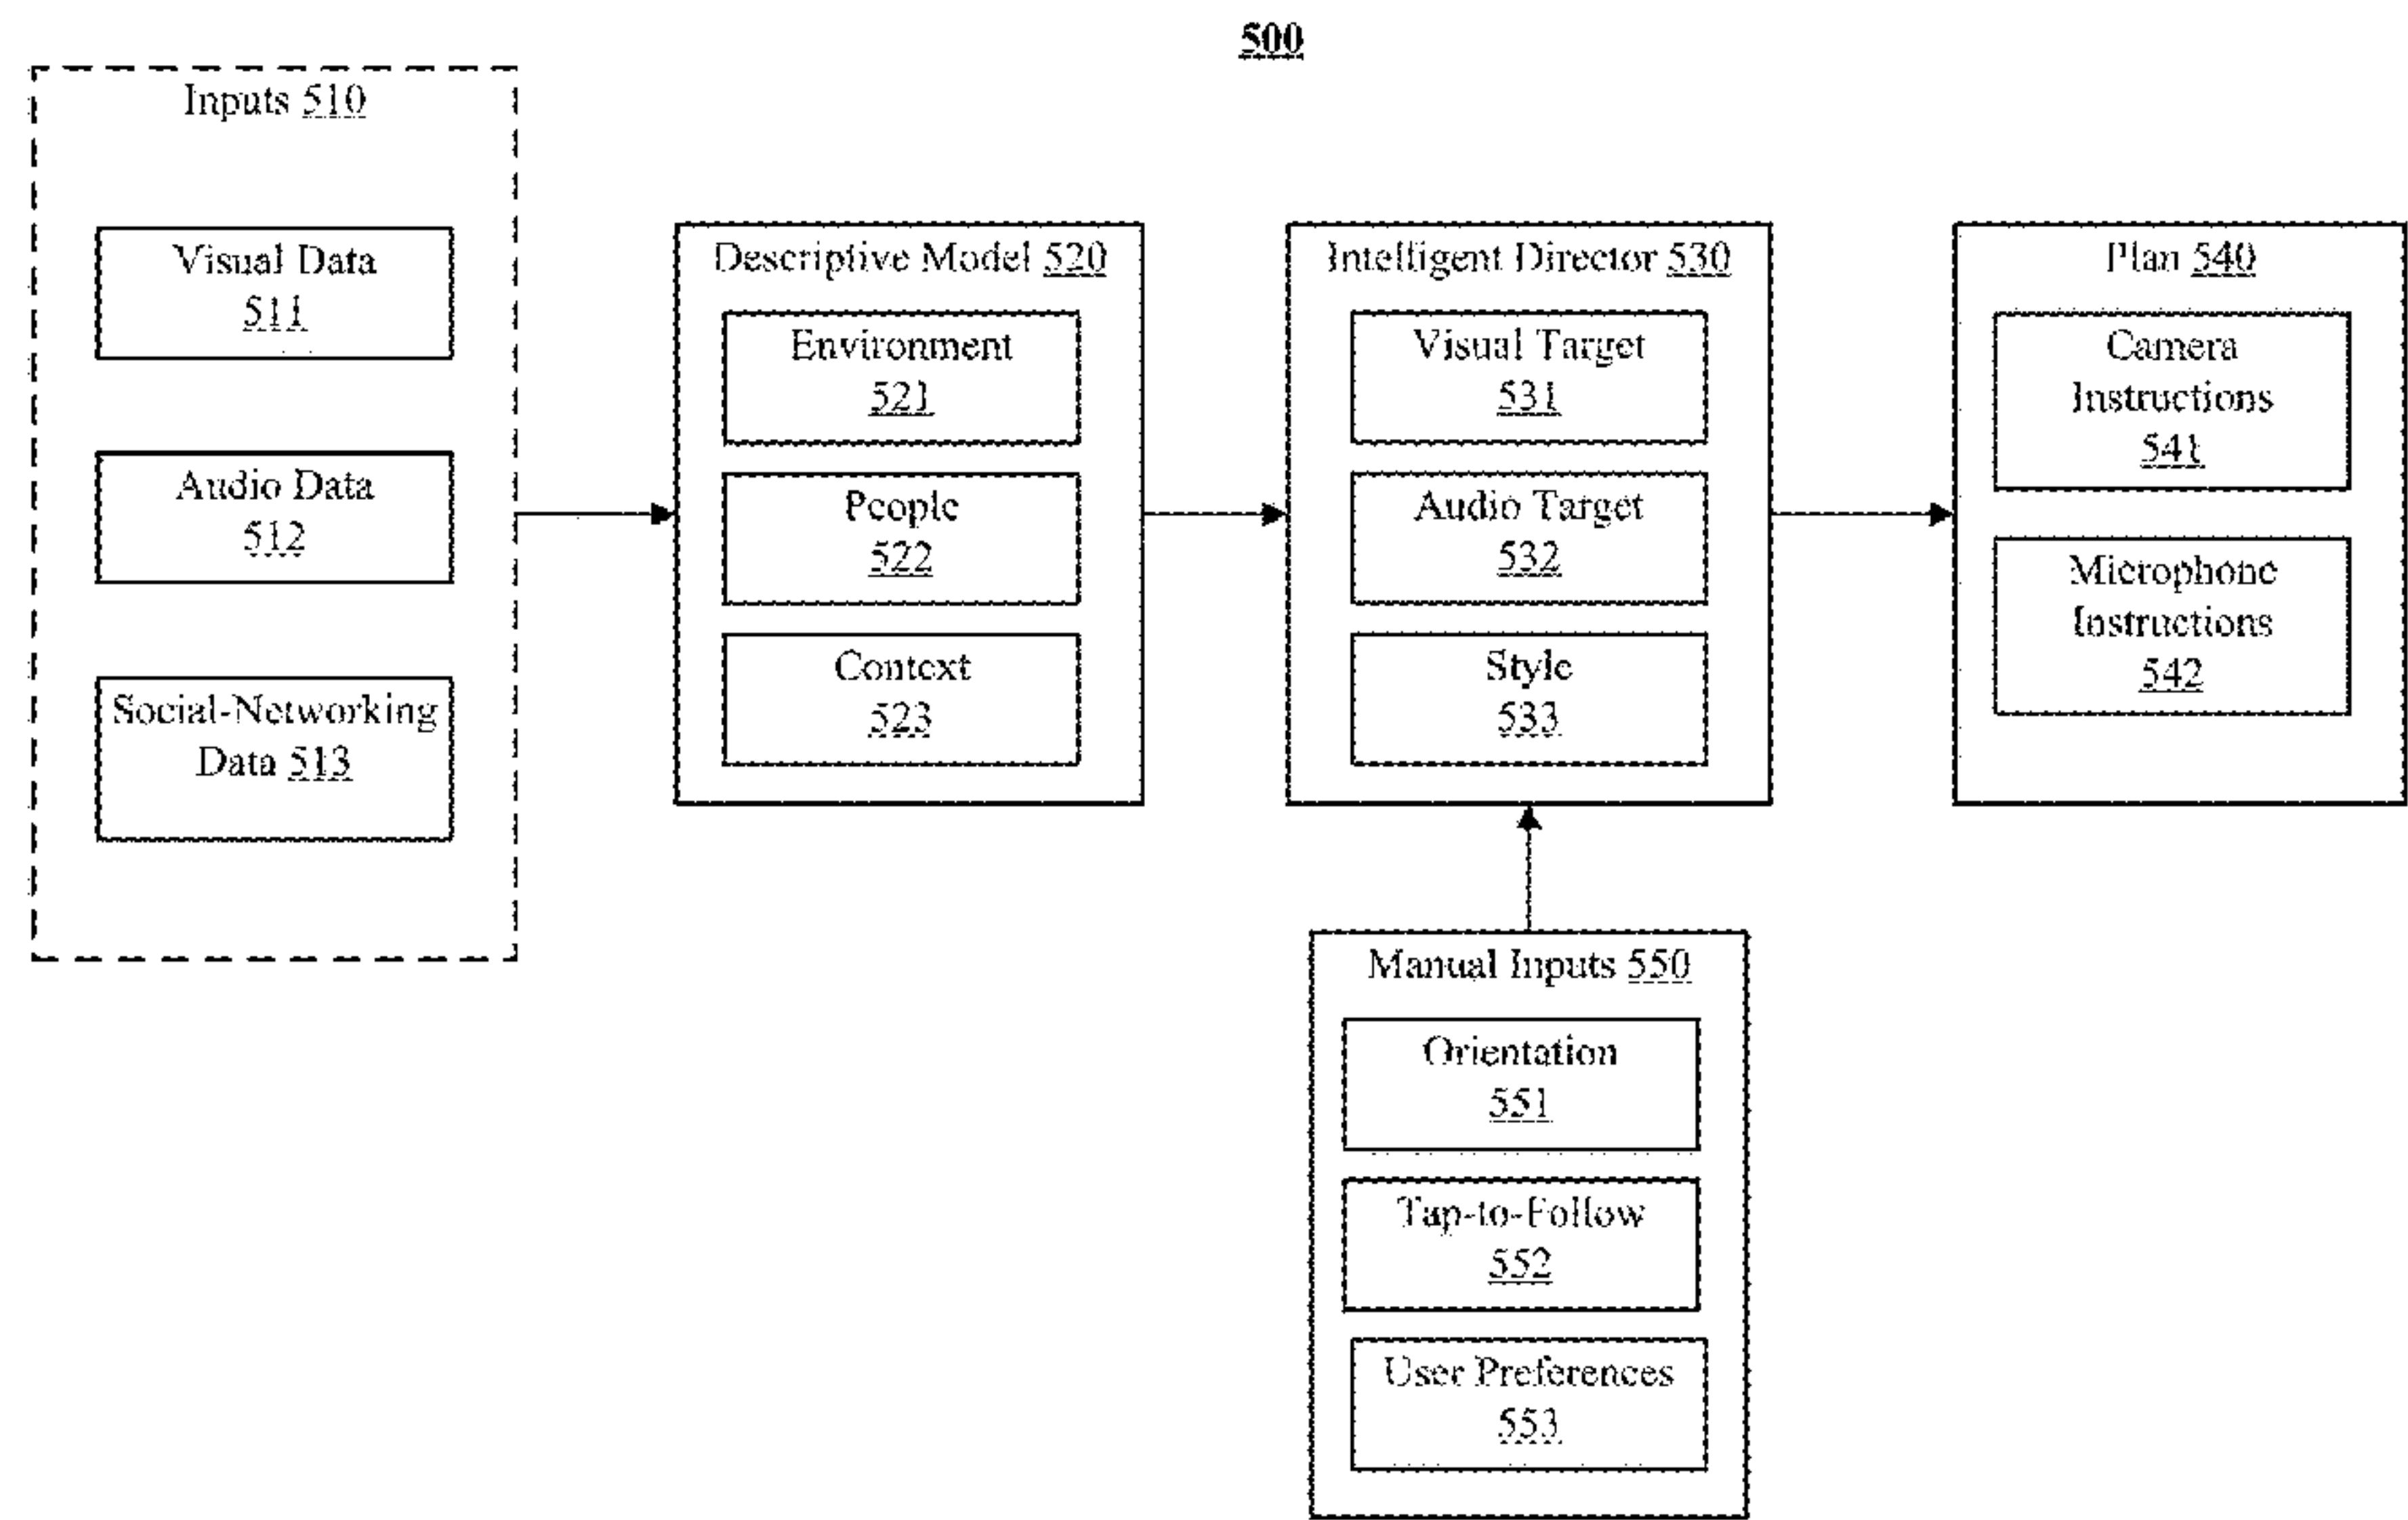 500
Inputs 510
Visual Data
511
Audio Data
512
Social-Networking
Data 513
Descriptive Model 520
Environment
521
People
522
Context
523
Intelligent Director 530
Visual Target
531
Audio Target
532
Style
533
Plan 540
Camera
Instructions
541
Microphone
Instructions
542
Manual Inputs 550
Orientation
551
Tap-to-Follow
552
User Preferences
553